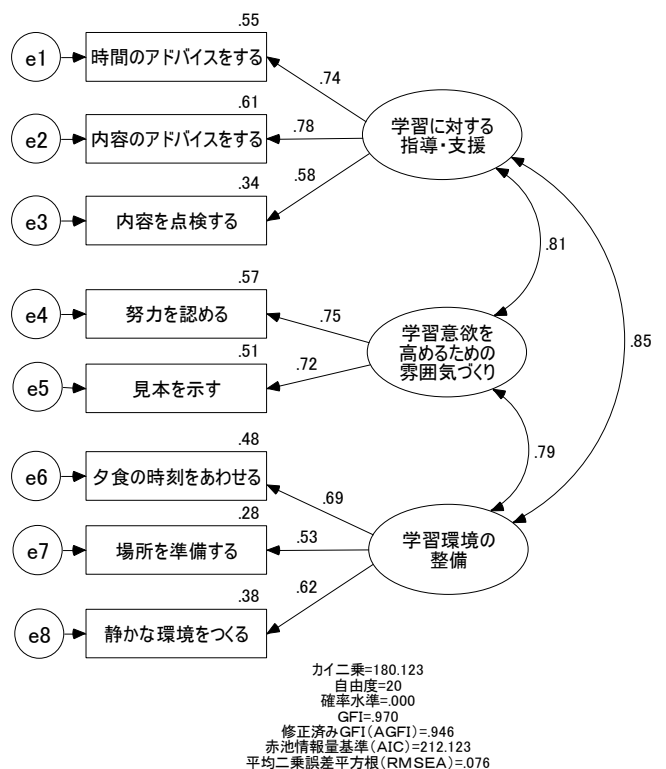 .55
e1
時間のアドバイスをする
.74
.61
e2
内容のアドバイスをする
.78
学習に対する
指導・支援
.34
e3
内容を点検する
.58
.81
.57
e4
努力を認める
.75
.51
e5
見本を示す
.72
学習意欲を
高めるための
雰囲気づくり
.85
.79
.48
e6
夕食の時刻をあわせる
.69
.28
e7
場所を準備する
.53
学習環境の
整備
.38
e8
静かな環境をつくる
.62
カイ二乗=180.123
自由度=20
確率水準=.000
GFI=.970
修正済みGFI(AGFI)=.946
赤池情報量基準(AIC)=212.123
平均二乗誤差平方根(RMSEA)=.076